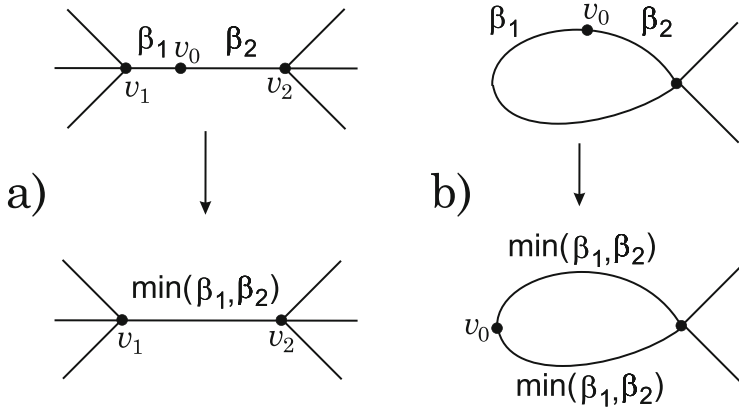 β₁ v₀ β₂
v₁ v₂
a)
min(β₁,β₂)
v₁ v₂
β₁ v₀ β₂
b)
min(β₁,β₂)
v₀
min(β₁,β₂)